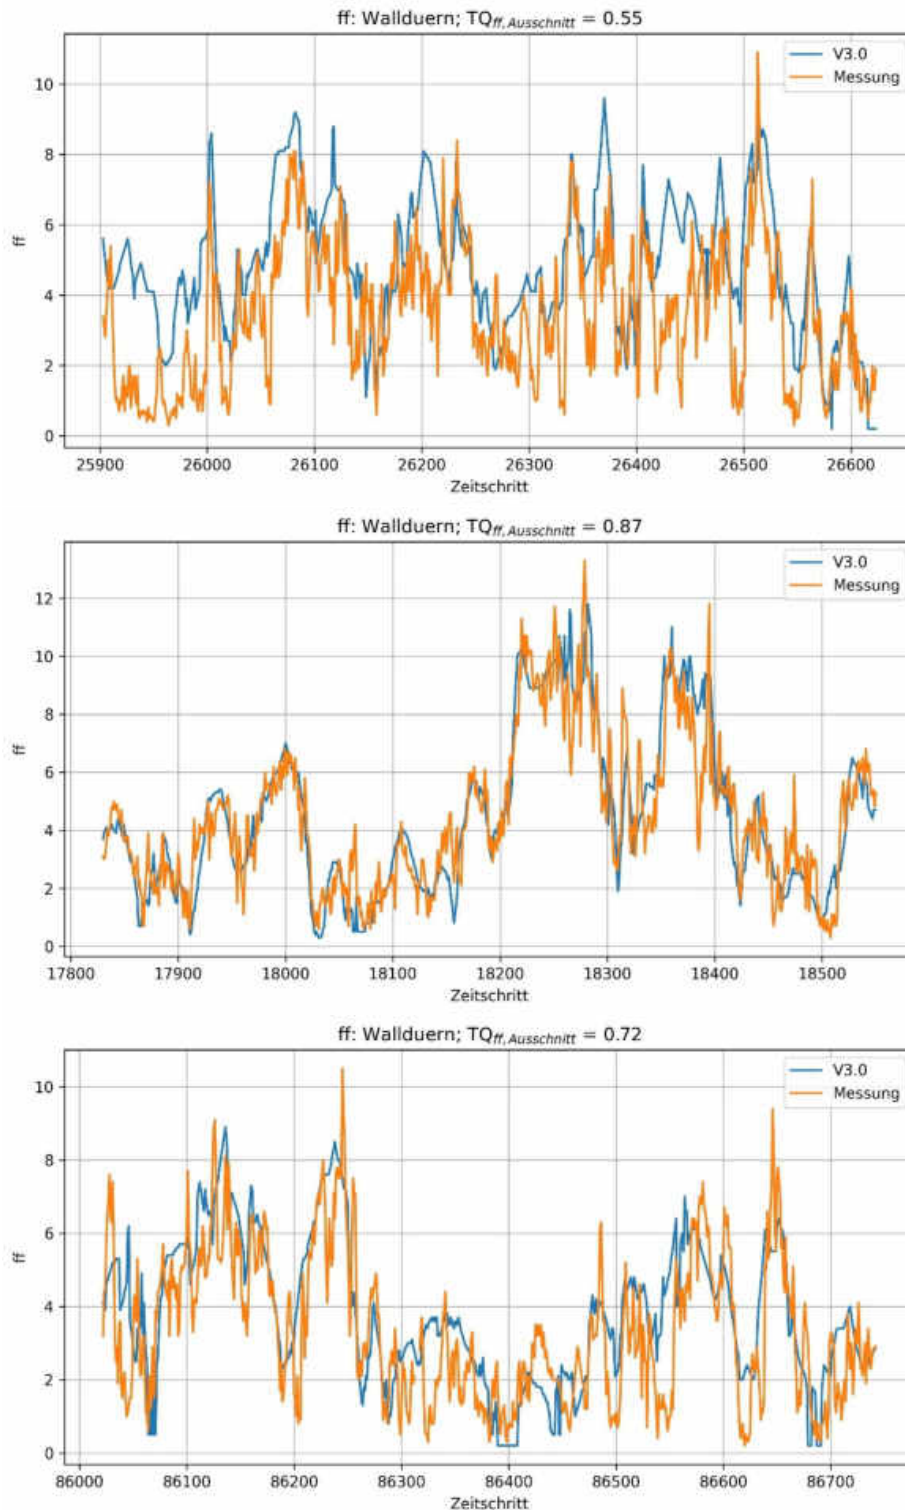 ff: Wallduern; TQff, Ausschnitt = 0.55
V3.0
Messung
10
8
6
4
2
0
ff
25900 26000 26100 26200 26300 26400 26500 26600
Zeitschritt
ff: Wallduern; TQff, Ausschnitt = 0.87
V3.0
Messung
12
10
8
6
4
2
0
ff
17800 17900 18000 18100 18200 18300 18400 18500
Zeitschritt
ff: Wallduern; TQff, Ausschnitt = 0.72
V3.0
Messung
10
8
6
4
2
0
ff
86000 86100 86200 86300 86400 86500 86600 86700
Zeitschritt